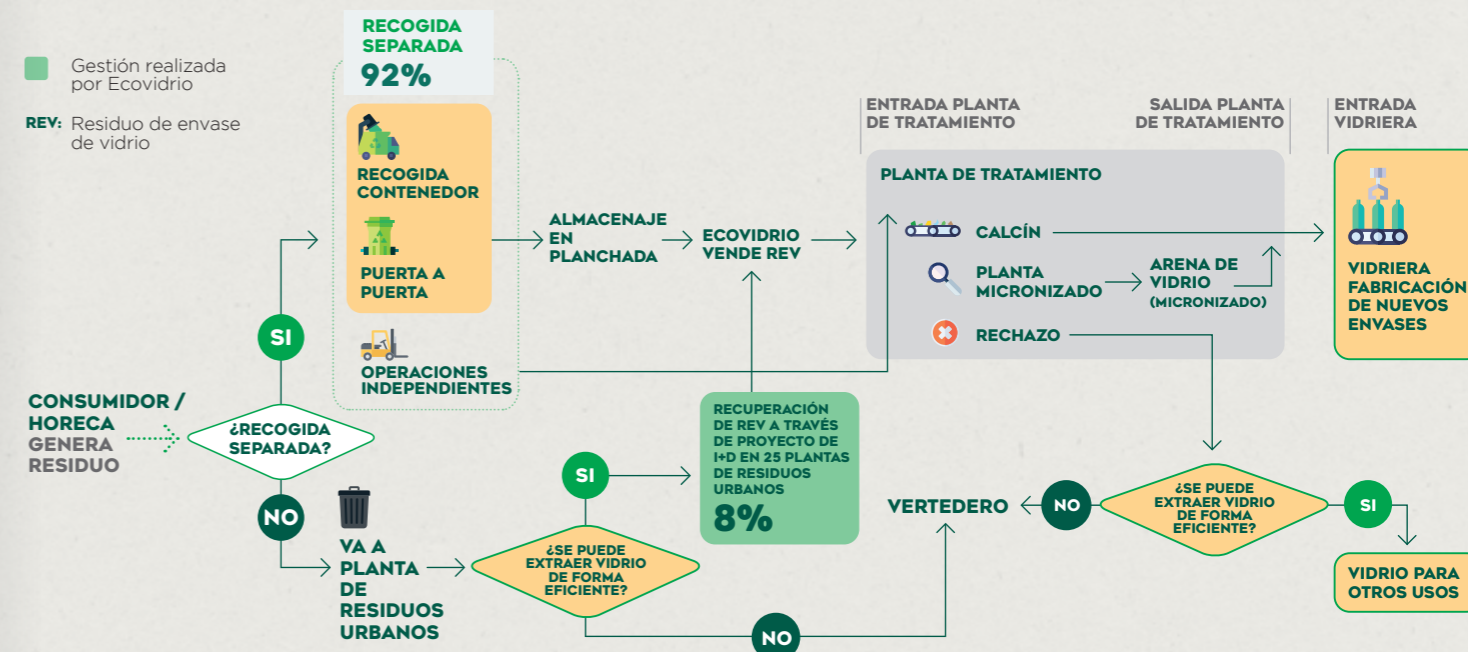 Gestión realizada
por Ecovidrio
REV: Residuo de envase
de vidrio
RECOGIDA
SEPARADA
92%
RECOGIDA
CONTENEDOR
PUERTA A
PUERTA
OPERACIONES
INDEPENDIENTES
SI
CONSUMIDOR /
HORECA
GENERA
RESIDUO
¿RECOGIDA
SEPARADA?
NO
VA A
PLANTA
DE
RESIDUOS
URBANOS
ALMACENAJE
EN
PLANCHADA
ECOVIDRIO
VENDE REV
ENTRADA PLANTA
DE TRATAMIENTO
SALIDA PLANTA
DE TRATAMIENTO
ENTRADA
VIDRIERA
PLANTA DE TRATAMIENTO
CALCÍN
PLANTA
MICRONIZADO
ARENA DE
VIDRIO
(MICRONIZADO)
RECHAZO
VIDRIERA
FABRICACIÓN
DE NUEVOS
ENVASES
SI
¿SE PUEDE
EXTRAER VIDRIO
DE FORMA
EFICIENTE?
NO
RECUPERACIÓN
DE REV A TRAVÉS
DE PROYECTO DE
I+D EN 25 PLANTAS
DE RESIDUOS
URBANOS
8%
VERTEDERO
NO
¿SE PUEDE
EXTRAER VIDRIO
DE FORMA
EFICIENTE?
SI
VIDRIO PARA
OTROS USOS